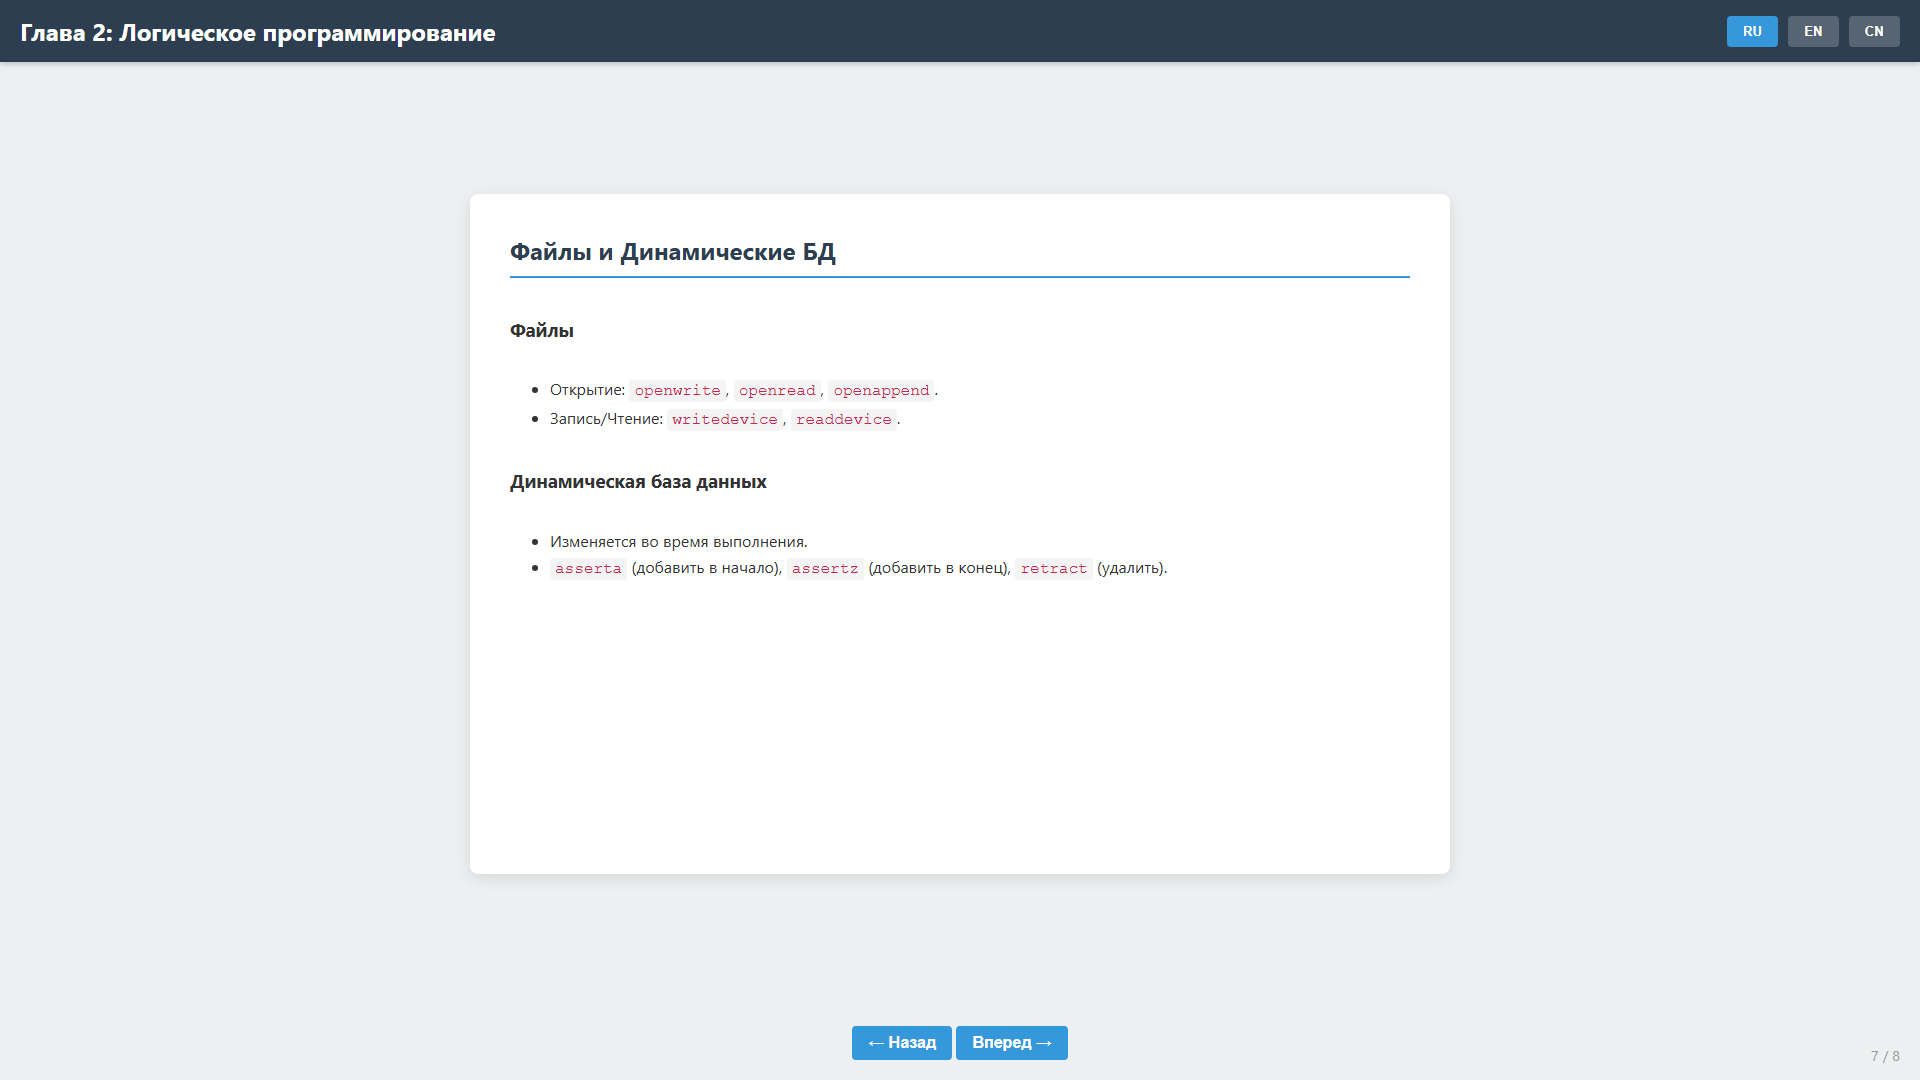 Глава 2: Логическое программирование
RU EN CN
Файлы и Динамические БД
Файлы
• Открытие: openwrite, openread, openappend.
• Запись/Чтение: writedevice, readdevice.
Динамическая база данных
• Изменяется во время выполнения.
• asserta (добавить в начало), assertz (добавить в конец), retract (удалить).
← Назад Вперед →
7 / 8